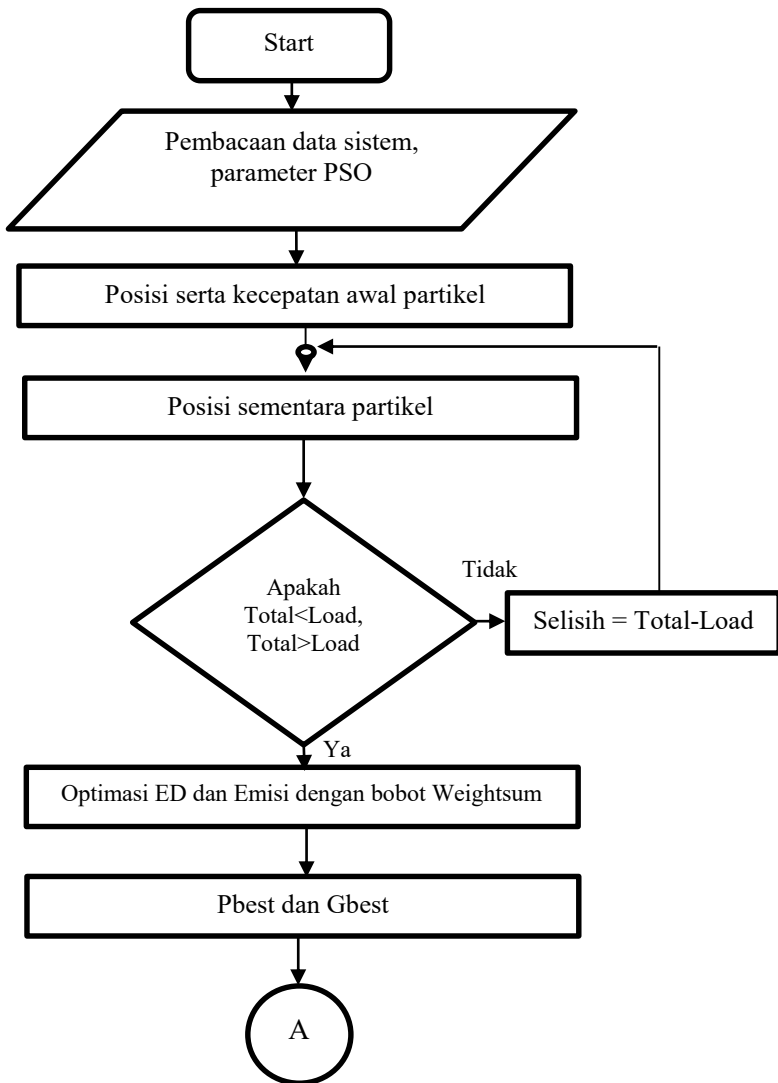 Start
Pembacaan data sistem,
parameter PSO
Posisi serta kecepatan awal partikel
Posisi sementara partikel
Apakah
Total<Load,
Total>Load
Tidak
Selisih = Total-Load
Ya
Optimasi ED dan Emisi dengan bobot Weightsum
Pbest dan Gbest
A